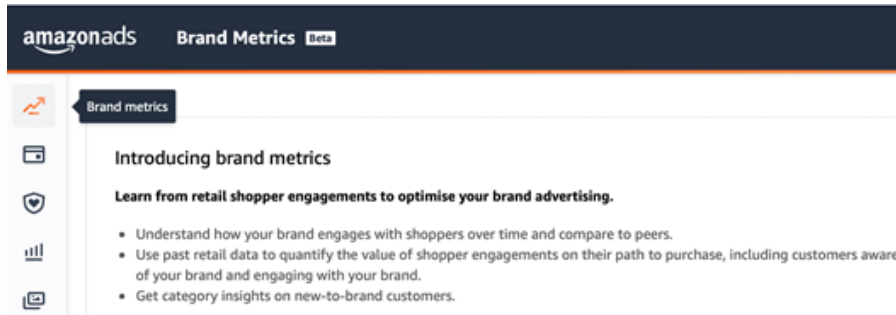 amazonads Brand Metrics Beta
Brand metrics
Introducing brand metrics
Learn from retail shopper engagements to optimise your brand advertising.
• Understand how your brand engages with shoppers over time and compare to peers.
• Use past retail data to quantify the value of shopper engagements on their path to purchase, including customers aware
of your brand and engaging with your brand.
• Get category insights on new-to-brand customers.